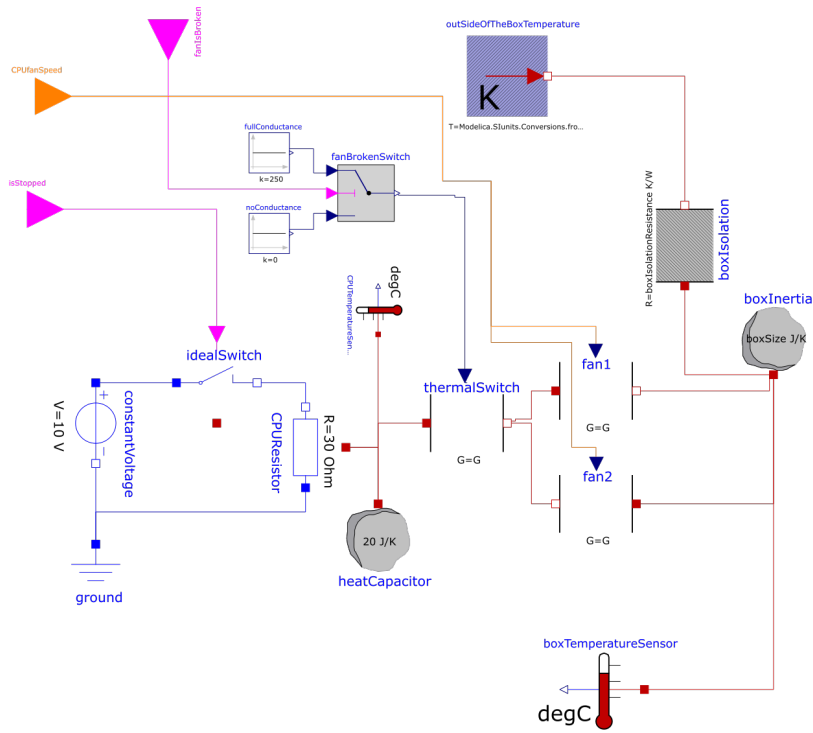 fanIsBroken
outSideOfTheBoxTemperature
CPUfanSpeed
K
fullConductance
T=Modelica.SIunits.Conversions.fro...
fanBrokenSwitch
k=250
isStopped
noConductance
k=0
R=boxIsolationResistance K/W
boxIsolation
degC
CPUTemperatureSen...
boxInertia
boxSize J/K
idealSwitch
fan1
thermalSwitch
+
V=10 V
constantVoltage
CPUResistor
R=30 Ohm
G=G
G=G
fan2
20 J/K
G=G
heatCapacitor
ground
boxTemperatureSensor
degC